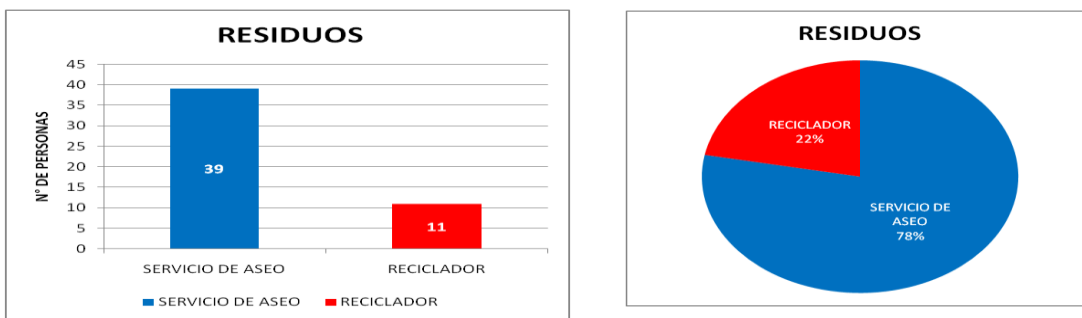 RESIDUOS
N° DE PERSONAS
45
40
35
30
25
20
15
10
5
0
39
11
SERVICIO DE ASEO
RECICLADOR
SERVICIO DE ASEO
RECICLADOR
RESIDUOS
RECICLADOR
22%
SERVICIO DE
ASEO
78%